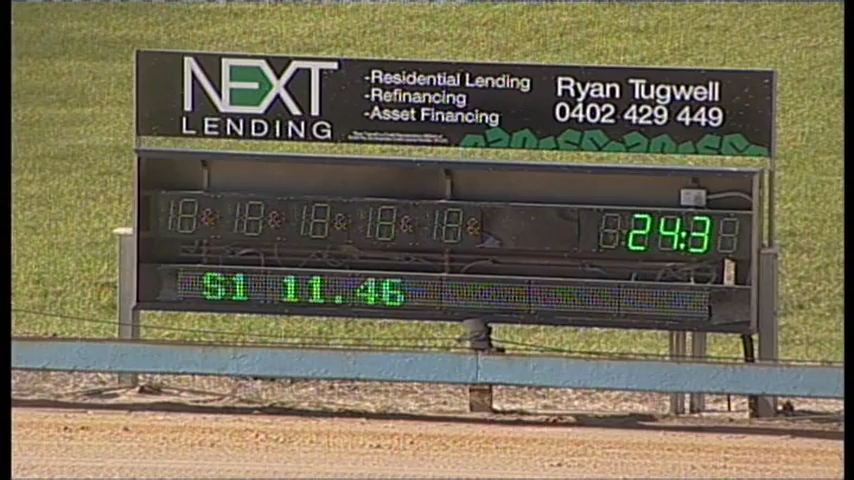 NEXT
LENDING
-Residential Lending
-Refinancing
-Asset Financing
Ryan Tugwell
0402 429 449
24:3
S1 11.46